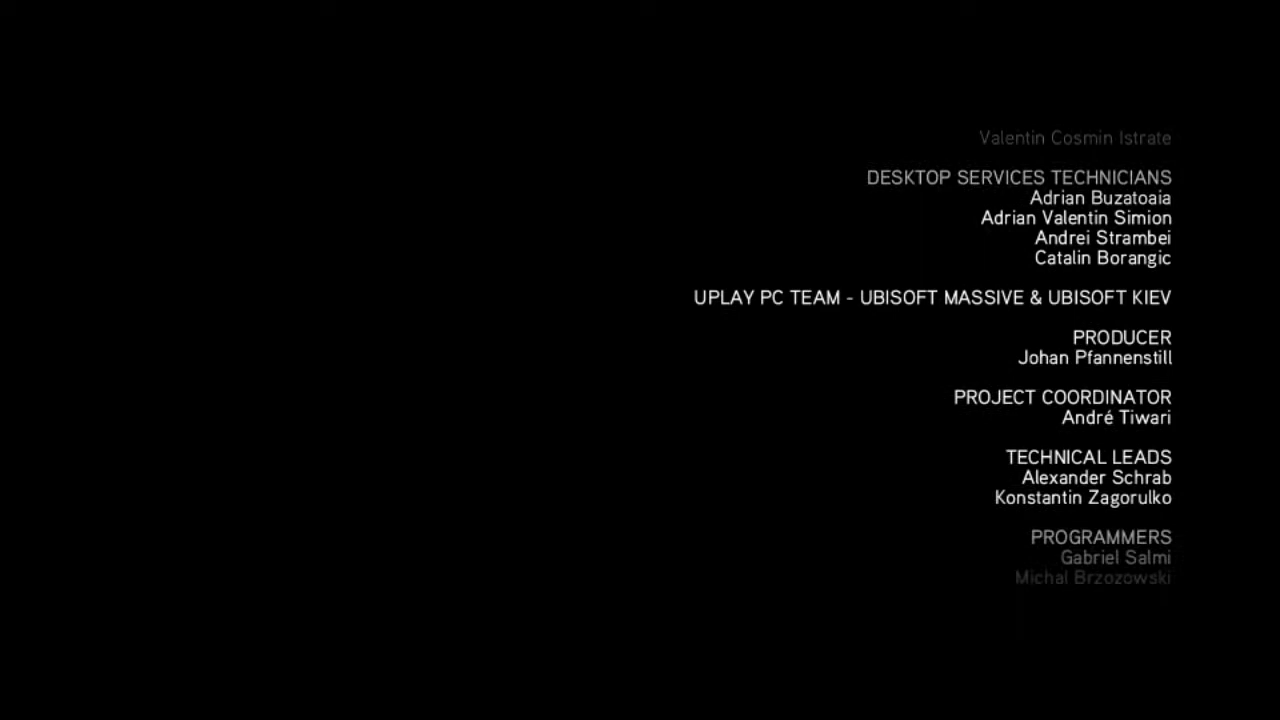 Valentin Cosmin Istrate
DESKTOP SERVICES TECHNICIANS
Adrian Buzatoaia
Adrian Valentin Simion
Andrei Strambei
Catalin Borangic
UPLAY PC TEAM - UBISOFT MASSIVE & UBISOFT KIEV
PRODUCER
Johan Pfannenstill
PROJECT COORDINATOR
André Tiwari
TECHNICAL LEADS
Alexander Schrab
Konstantin Zagorulko
PROGRAMMERS
Gabriel Salmi
Michal Brzozowski